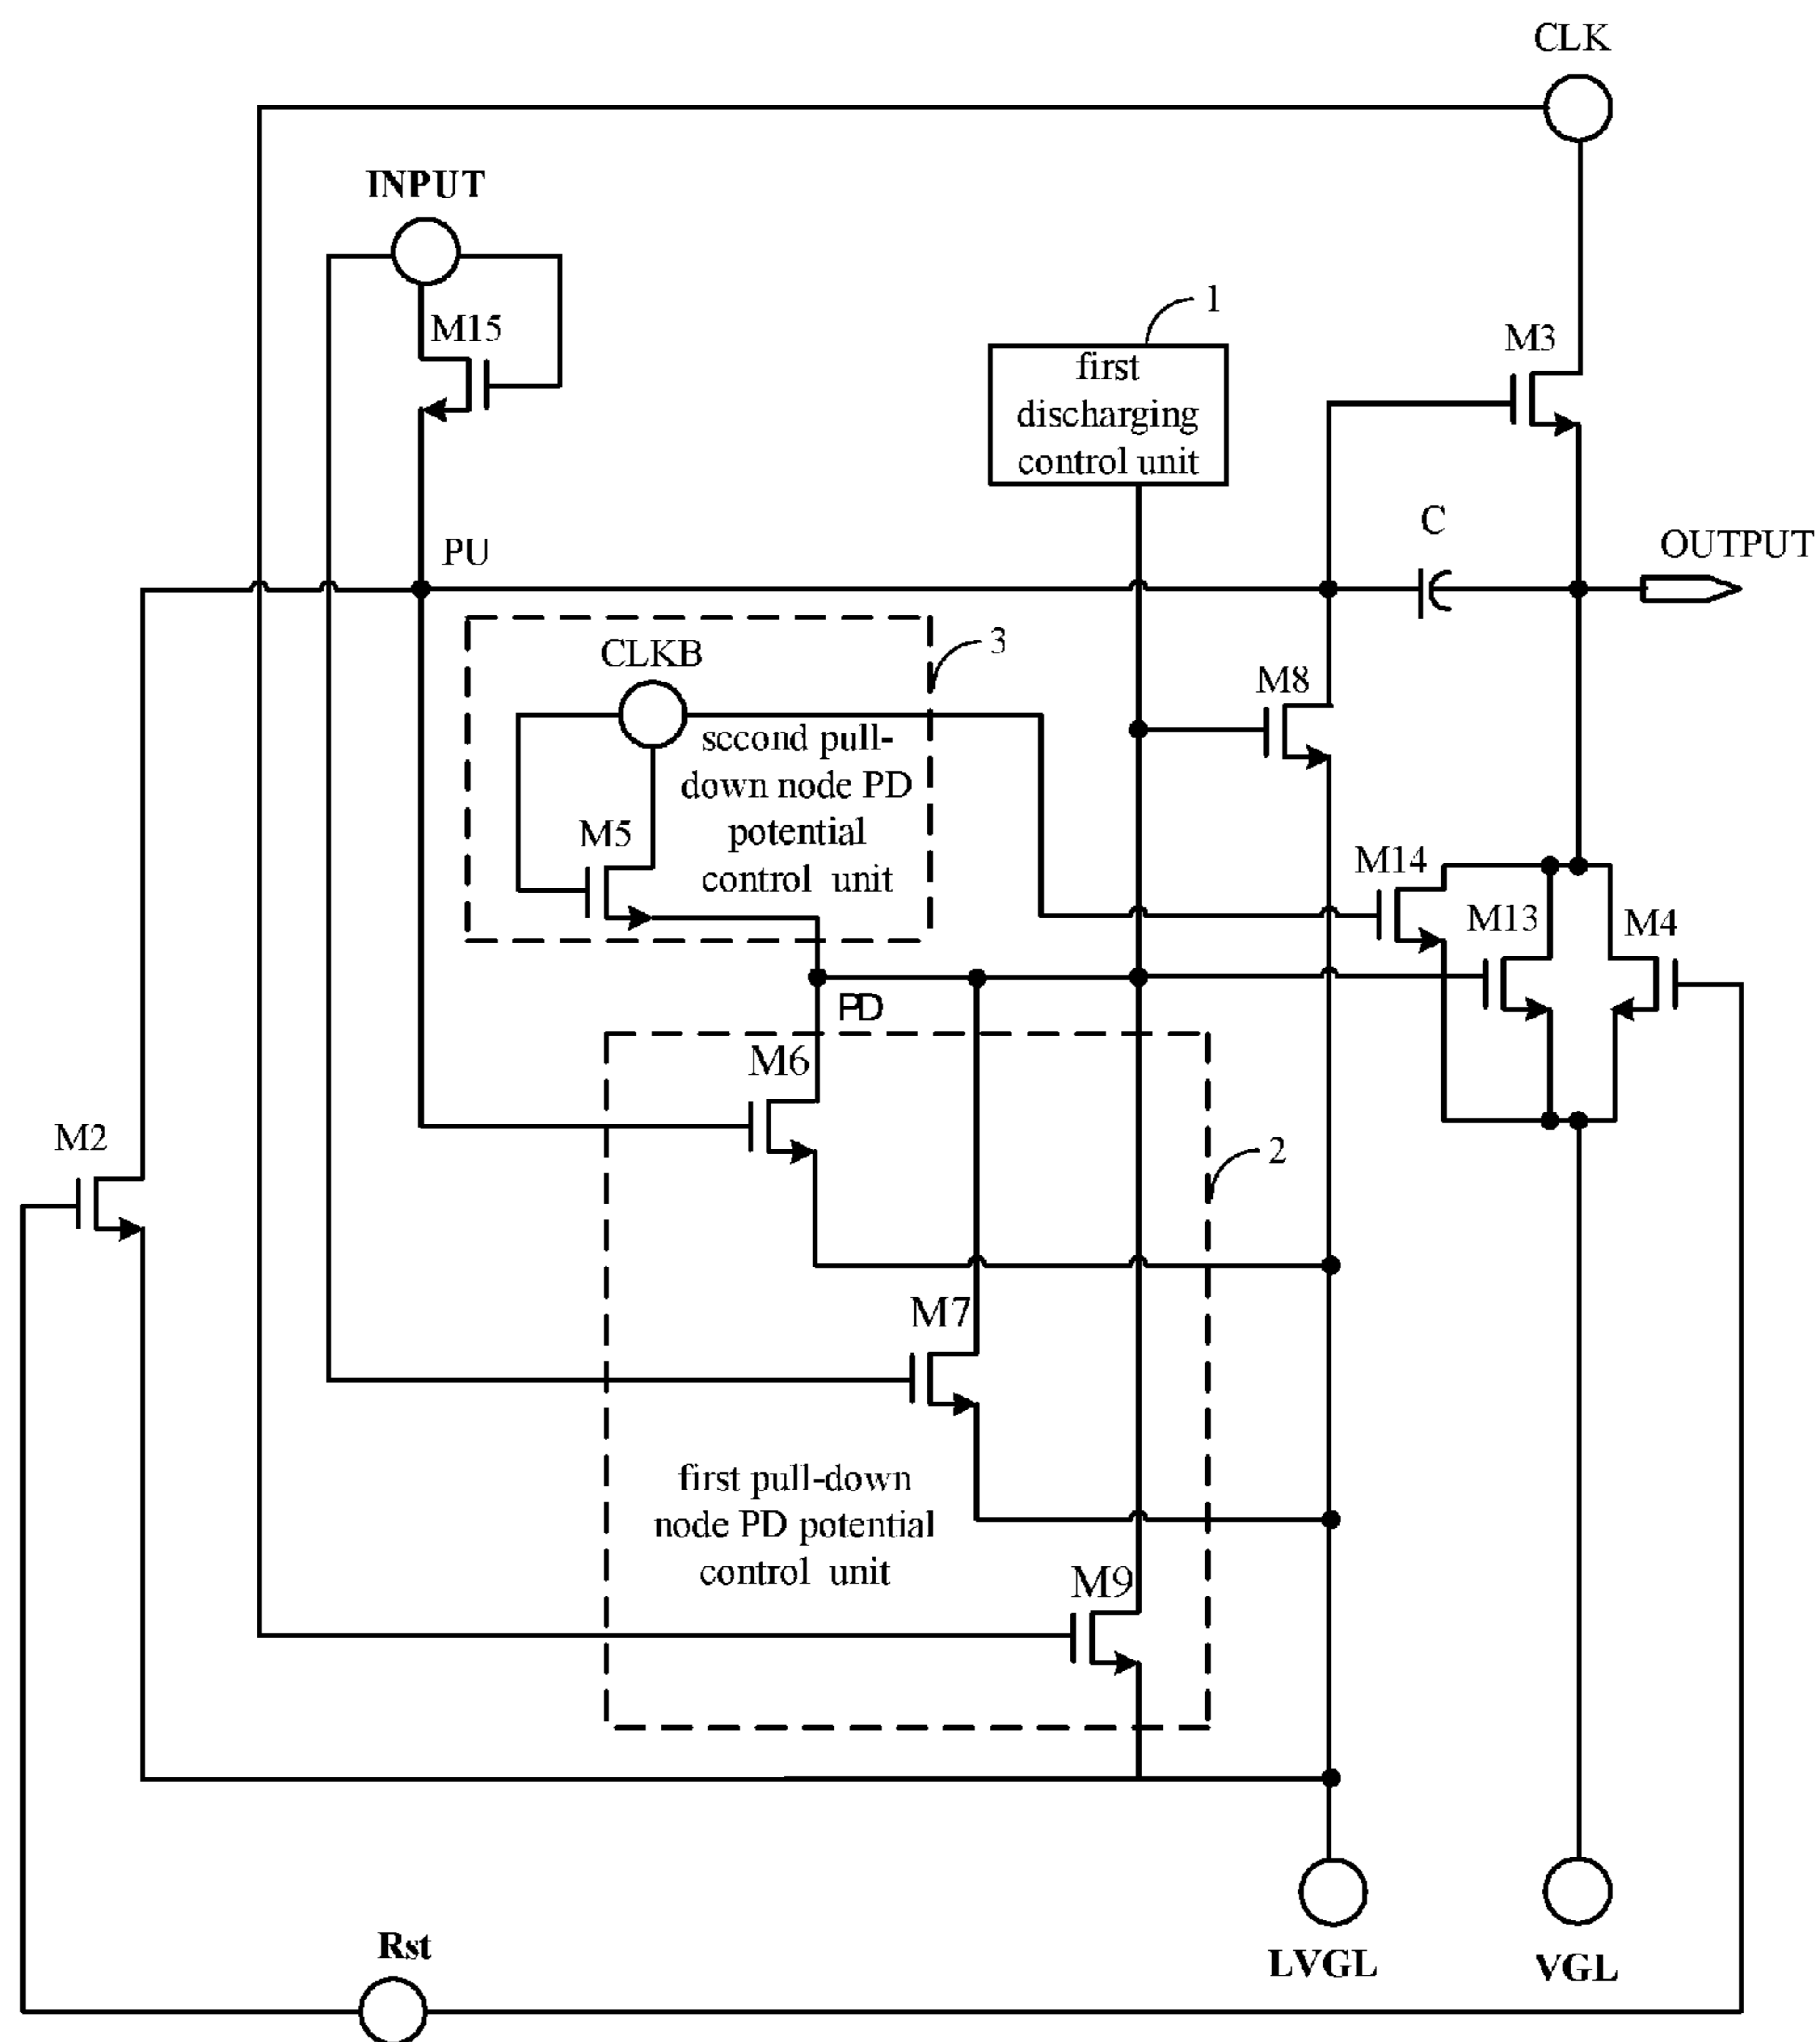 CLK
INPUT
M15
1
M3
first
discharging
control unit
C
OUTPUT
PU
CLKB
3
M8
second pull-
down node PD
potential
control unit
M5
M14
M13
M4
PD
M6
M2
2
M7
first pull-down
node PD potential
control unit
M9
Rst
LVGL
VGL